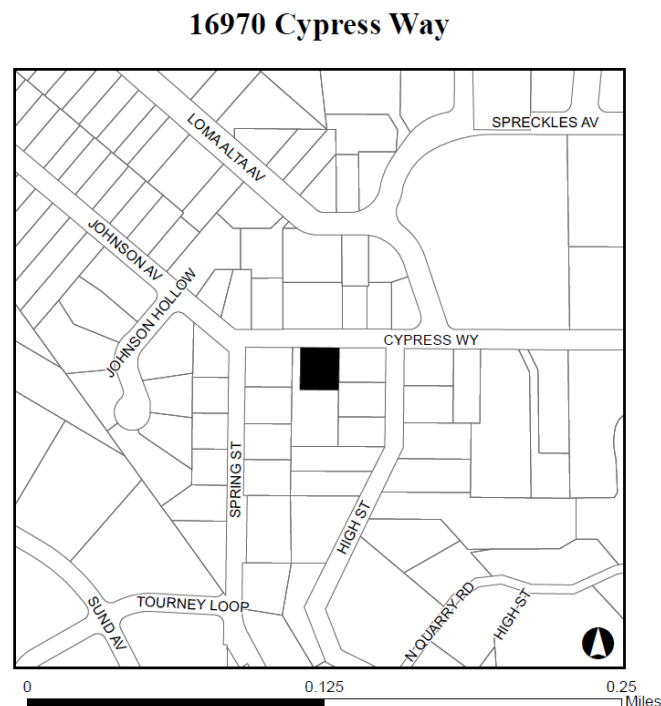 16970 Cypress Way
SPRECKLES AV
LOMA ALTA AV
JOHNSON AV
JOHNSON HOLLOW
CYPRESS WY
SPRING ST
HIGH ST
TOURNEY LOOP
SUND AV
N QUARRY RD
HIGH ST
0 0.125 0.25
Miles